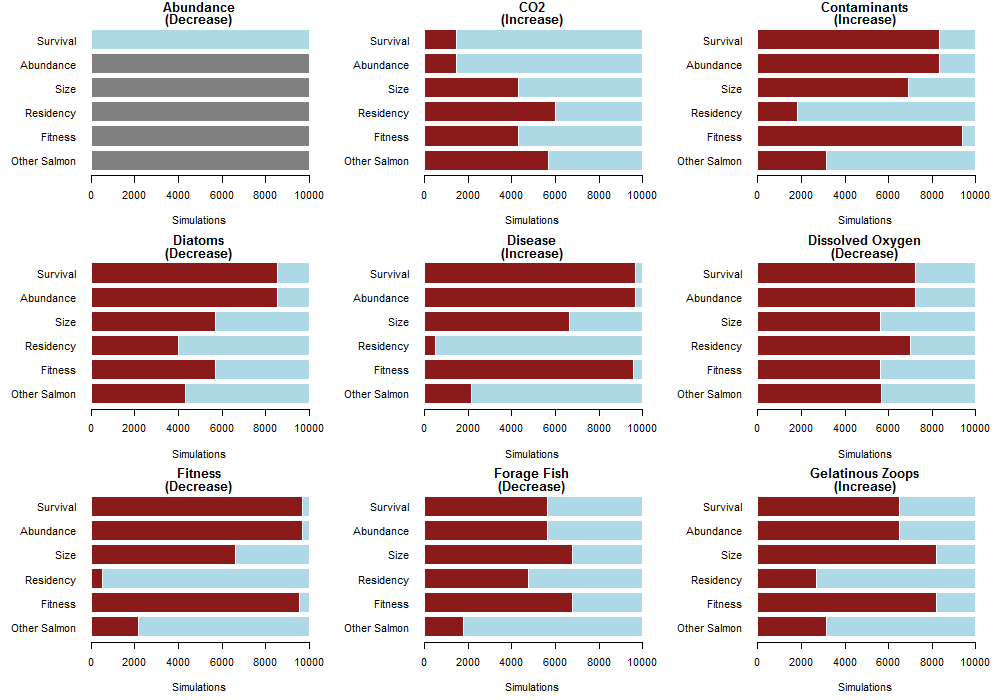 Abundance
(Decrease)
Survival
Abundance
Size
Residency
Fitness
Other Salmon
0 2000 4000 6000 8000 10000
Simulations
CO2
(Increase)
Survival
Abundance
Size
Residency
Fitness
Other Salmon
0 2000 4000 6000 8000 10000
Simulations
Contaminants
(Increase)
Survival
Abundance
Size
Residency
Fitness
Other Salmon
0 2000 4000 6000 8000 10000
Simulations
Diatoms
(Decrease)
Survival
Abundance
Size
Residency
Fitness
Other Salmon
0 2000 4000 6000 8000 10000
Simulations
Disease
(Increase)
Survival
Abundance
Size
Residency
Fitness
Other Salmon
0 2000 4000 6000 8000 10000
Simulations
Dissolved Oxygen
(Decrease)
Survival
Abundance
Size
Residency
Fitness
Other Salmon
0 2000 4000 6000 8000 10000
Simulations
Fitness
(Decrease)
Survival
Abundance
Size
Residency
Fitness
Other Salmon
0 2000 4000 6000 8000 10000
Simulations
Forage Fish
(Decrease)
Survival
Abundance
Size
Residency
Fitness
Other Salmon
0 2000 4000 6000 8000 10000
Simulations
Gelatinous Zoops
(Increase)
Survival
Abundance
Size
Residency
Fitness
Other Salmon
0 2000 4000 6000 8000 10000
Simulations